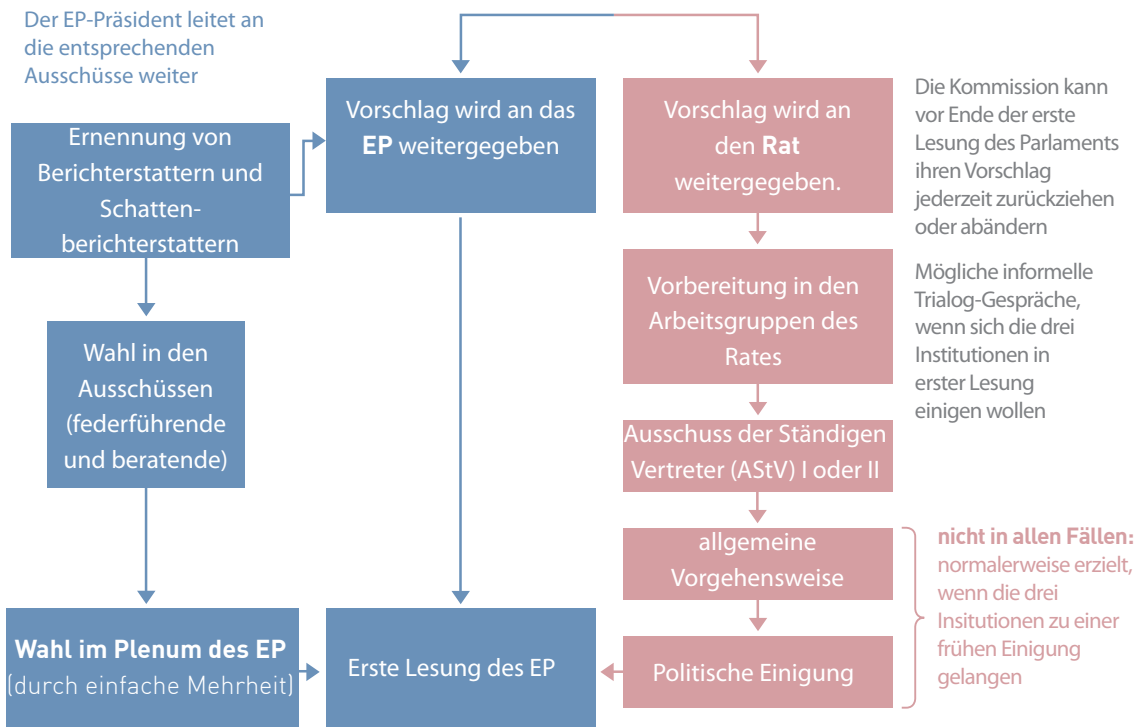 Der EP-Präsident leitet an
die entsprechenden
Ausschüsse weiter
Ernennung von
Berichterstattern und
Schatten-
berichterstattern
Wahl in den
Ausschüssen
(federführende
und beratende)
Wahl im Plenum des EP
(durch einfache Mehrheit)
Vorschlag wird an das
EP weitergegeben
Erste Lesung des EP
Vorschlag wird an
den Rat
weitergegeben.
Vorbereitung in den
Arbeitsgruppen des
Rates
Ausschuss der Ständigen
Vertreter (AStV) I oder II
allgemeine
Vorgehensweise
Politische Einigung
Die Kommission kann
vor Ende der erste
Lesung des Parlaments
ihren Vorschlag
jederzeit zurückziehen
oder abändern
Mögliche informelle
Trialog-Gespräche,
wenn sich die drei
Institutionen in
erster Lesung
einigen wollen
nicht in allen Fällen:
normalerweise erzielt,
wenn die drei
Insitutionen zu einer
frühen Einigung
gelangen